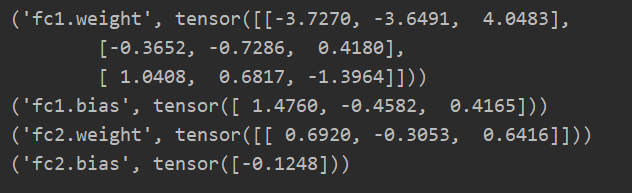 ('fc1.weight', tensor([[-3.7270, -3.6491,  4.0483],
        [-0.3652, -0.7286,  0.4180],
        [ 1.0408,  0.6817, -1.3964]]))
('fc1.bias', tensor([ 1.4760, -0.4582,  0.4165]))
('fc2.weight', tensor([[ 0.6920, -0.3053,  0.6416]]))
('fc2.bias', tensor([-0.1248]))